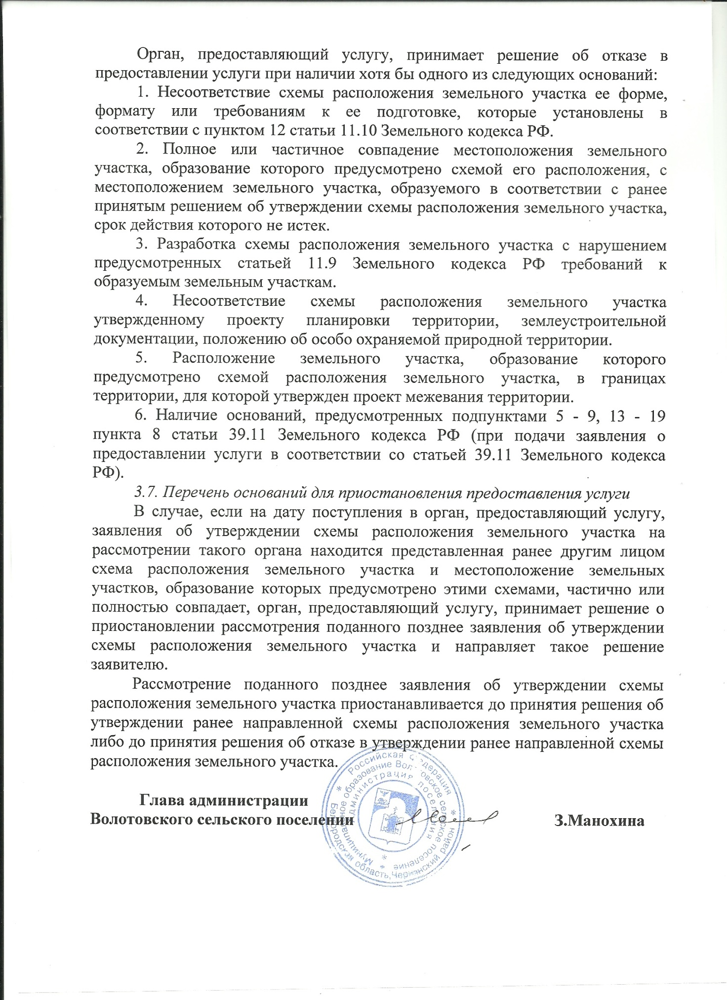 Орган, предоставляющий услугу, принимает решение об отказе в
предоставлении услуги при наличии хотя бы одного из следующих оснований:
1. Несоответствие схемы расположения земельного участка ее форме,
формату или требованиям к ее подготовке, которые установлены в
соответствии с пунктом 12 статьи 11.10 Земельного кодекса РФ.
2. Полное или частичное совпадение местоположения земельного
участка, образование которого предусмотрено схемой его расположения, с
местоположением земельного участка, образуемого в соответствии с ранее
принятым решением об утверждении схемы расположения земельного участка,
срок действия которого не истек.
3. Разработка схемы расположения земельного участка с нарушением
предусмотренных статьей 11.9 Земельного кодекса РФ требований к
образуемым земельным участкам.
4. Несоответствие схемы расположения земельного участка
утвержденному проекту планировки территории, землеустроительной
документации, положению об особо охраняемой природной территории.
5. Расположение земельного участка, образование которого
предусмотрено схемой расположения земельного участка, в границах
территории, для которой утвержден проект межевания территории.
6. Наличие оснований, предусмотренных подпунктами 5 - 9, 13 - 19
пункта 8 статьи 39.11 Земельного кодекса РФ (при подачи заявления о
предоставлении услуги в соответствии со статьей 39.11 Земельного кодекса
РФ).
3.7. Перечень оснований для приостановления предоставления услуги
В случае, если на дату поступления в орган, предоставляющий услугу,
заявления об утверждении схемы расположения земельного участка на
рассмотрении такого органа находится представленная ранее другим лицом
схема расположения земельного участка и местоположение земельных
участков, образование которых предусмотрено этими схемами, частично или
полностью совпадает, орган, предоставляющий услугу, принимает решение о
приостановлении рассмотрения поданного позднее заявления об утверждении
схемы расположения земельного участка и направляет такое решение
заявителю.
Рассмотрение поданного позднее заявления об утверждении схемы
расположения земельного участка приостанавливается до принятия решения об
утверждении ранее направленной схемы расположения земельного участка
либо до принятия решения об отказе в утверждении ранее направленной схемы
расположения земельного участка.
Глава администрации
Волотовского сельского поселении
З.Манохина
* Российская Федерация *
Белгородская область, Чернянский район
Муниципальное образование Волотовское сельское поселение *
Администрация поселения *